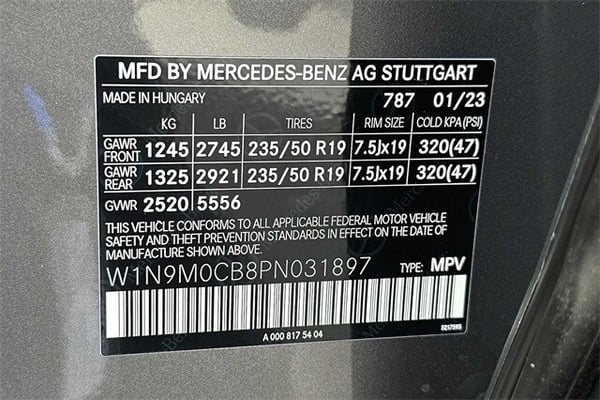 MFD BY MERCEDES-BENZ AG STUTTGART
MADE IN HUNGARY 787 01/23
KG LB TIRES RIM SIZE COLD KPA(PSI)
GAWR FRONT 1245 2745 235/50 R19 7.5Jx19 320(47)
GAWR REAR 1325 2921 235/50 R19 7.5Jx19 320(47)
GVWR 2520 5556
THIS VEHICLE CONFORMS TO ALL APPLICABLE FEDERAL MOTOR VEHICLE
SAFETY AND THEFT STANDARDS IN EFFECT ON THE DATE OF
MANUFACTURE SHOWN ABOVE.
W1N9M0CB8PN031897 TYPE: MPV
A 000 817 54 04